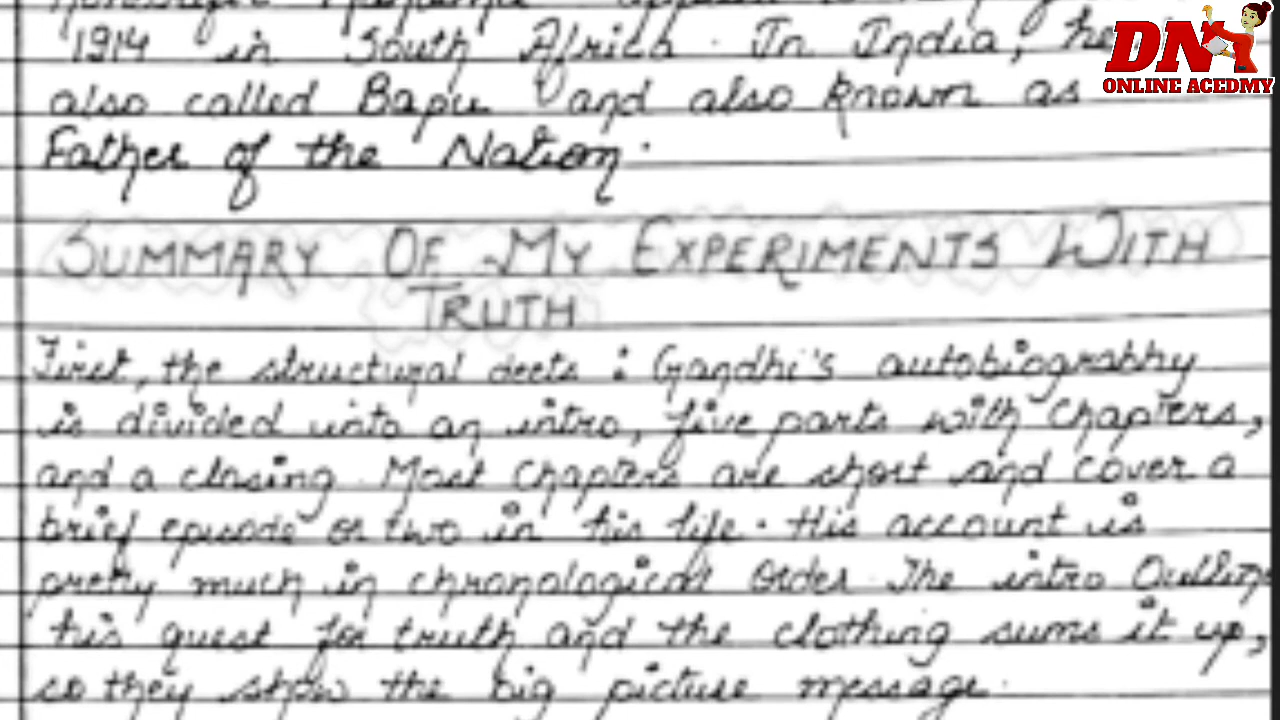 1914 in South Africa. In India, he
also called Bapu and also known as
Father of the Nation.
SUMMARY OF MY EXPERIMENTS WITH
TRUTH
First, the structural deets : Gandhi's autobiography
is divided into an intro, five parts with chapters,
and a closing. Most chapters are short and cover a
brief episode or two in his life. His account is
pretty much in chronological order. The intro Outline
his quest for truth and the clothing sums it up,
so they show the big picture message.
DN
ONLINE ACEDMY